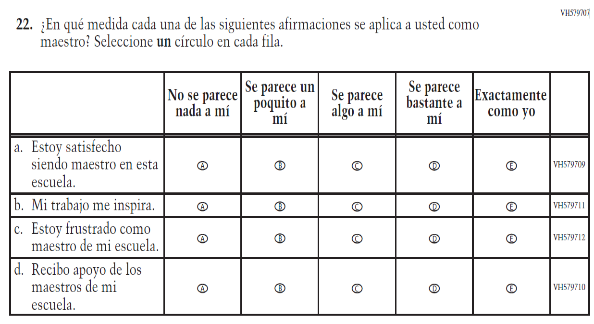 VH579707
22. ¿En qué medida cada una de las siguientes afirmaciones se aplica a usted como
maestro? Seleccione un círculo en cada fila.
No se parece
nada a mí
Se parece un
poquito a
mí
Se parece
algo a mí
Se parece
bastante a
mí
Exactamente
como yo
a. Estoy satisfecho
siendo maestro en esta
escuela.
A B C D E VH579709
b. Mi trabajo me inspira. A B C D E VH579711
c. Estoy frustrado como
maestro de mi escuela.
A B C D E VH579712
d. Recibo apoyo de los
maestros de mi
escuela.
A B C D E VH579710